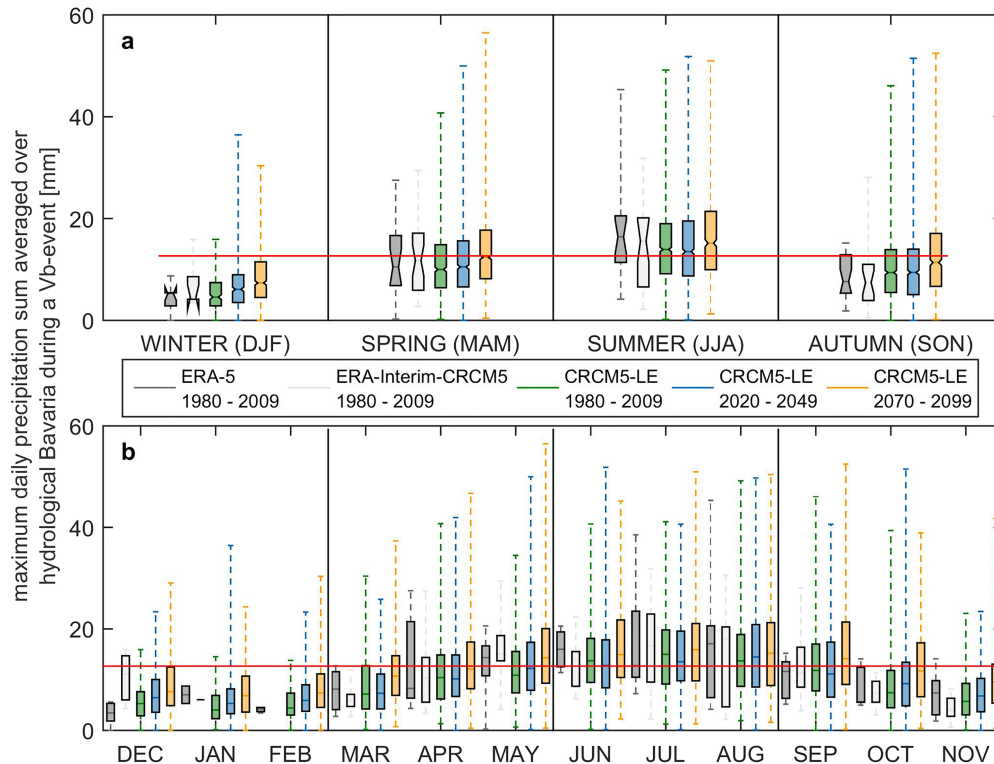 maximum daily precipitation sum averaged over
hydrological Bavaria during a Vb-event [mm]
60
40
20
0
a
WINTER (DJF) SPRING (MAM) SUMMER (JJA) AUTUMN (SON)
ERA-5 ERA-Interim-CRCM5 CRCM5-LE CRCM5-LE CRCM5-LE
1980 - 2009 1980 - 2009 1980 - 2009 2020 - 2049 2070 - 2099
60
40
20
0
b
DEC JAN FEB MAR APR MAY JUN JUL AUG SEP OCT NOV